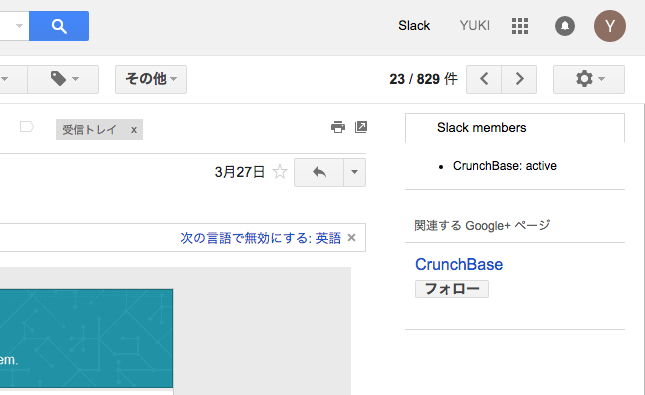 Slack YUKI Y
その他 23 / 829 件
受信トレイ x
Slack members
CrunchBase: active
3月27日
関連する Google+ ページ
次の言語で無効にする: 英語 ×
CrunchBase
フォロー
em.